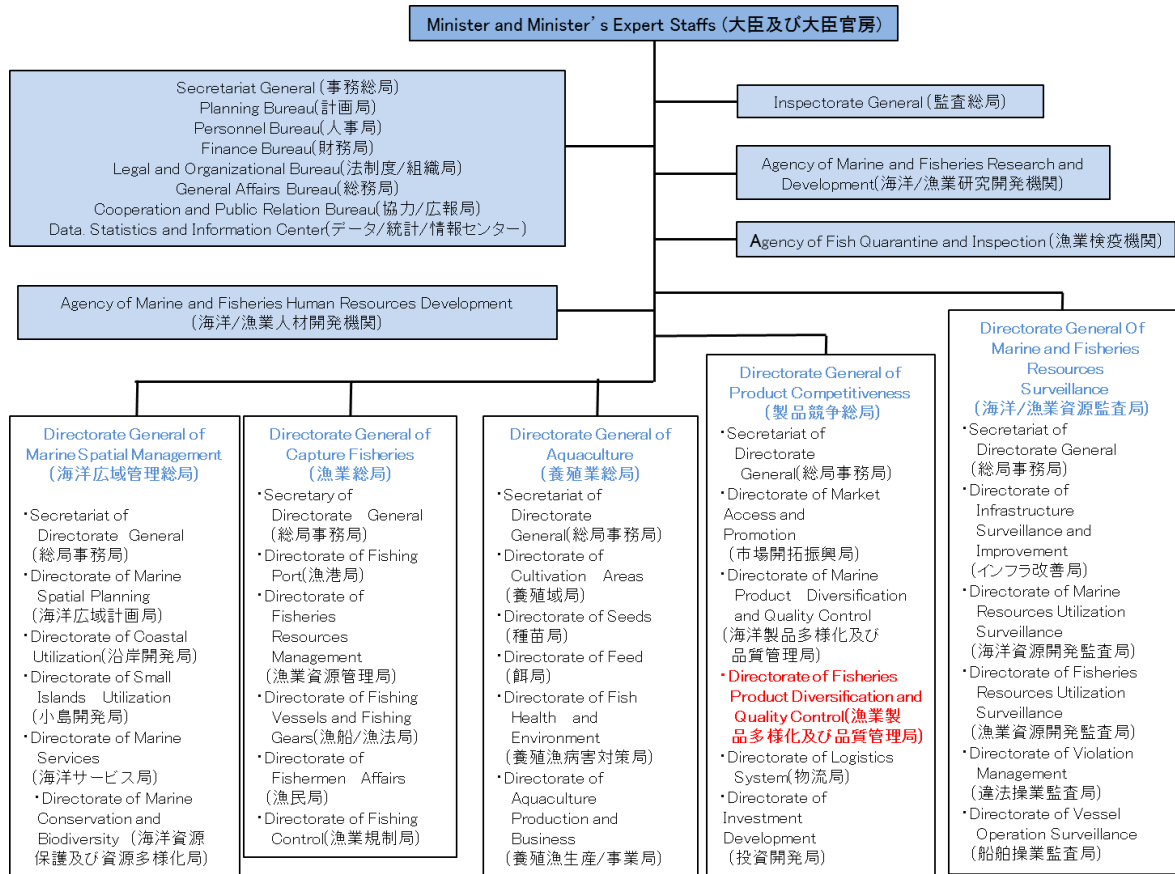 Minister and Minister's Expert Staffs (大臣及び大臣官房)
Secretariat General (事務総局)
Planning Bureau(計画局)
Personnel Bureau(人事局)
Finance Bureau(財務局)
Legal and Organizational Bureau(法制度/組織局)
General Affairs Bureau(総務局)
Cooperation and Public Relation Bureau(協力/広報局)
Data. Statistics and Information Center(データ/統計/情報センター)
Inspectorate General (監査総局)
Agency of Marine and Fisheries Research and
Development(海洋/漁業研究開発機関)
Agency of Fish Quarantine and Inspection (漁業検疫機関)
Agency of Marine and Fisheries Human Resources Development
(海洋/漁業人材開発機関)
Directorate General of
Marine Spatial Management
(海洋広域管理総局)
・Secretariat of
Directorate General
(総局事務局)
・Directorate of Marine
Spatial Planning
(海洋広域計画局)
・Directorate of Coastal
Utilization(沿岸開発局)
・Directorate of Small
Islands Utilization
(小島開発局)
・Directorate of Marine
Services
(海洋サービス局)
・Directorate of Marine
Conservation and
Biodiversity (海洋資源
保護及び資源多様化局)
Directorate General of
Capture Fisheries
(漁業総局)
・Secretary of
Directorate General
(総局事務局)
・Directorate of Fishing
Port(漁港局)
・Directorate of
Fisheries
Resources
Management
(漁業資源管理局)
・Directorate of Fishing
Vessels and Fishing
Gears(漁船/漁法局)
・Directorate of
Fishermen Affairs
(漁民局)
・Directorate of Fishing
Control(漁業規制局)
Directorate General of
Aquaculture
(養殖業総局)
・Secretariat of
Directorate
General(総局事務局)
・Directorate of
Cultivation Areas
(養殖域局)
・Directorate of Seeds
(種苗局)
・Directorate of Feed
(餌局)
・Directorate of Fish
Health and
Environment
(養殖漁病害対策局)
・Directorate of
Aquaculture
Production and
Business
(養殖漁生産/事業局)
Directorate General of
Product Competitiveness
(製品競争総局)
・Secretariat of
Directorate
General(総局事務局)
・Directorate of Market
Access and
Promotion
(市場開拓振興局)
・Directorate of Marine
Product Diversification
and Quality Control
(海洋製品多様化及び
品質管理局)
・Directorate of Fisheries
Product Diversification and
Quality Control(漁業製
品多様化及び品質管理局)
・Directorate of Logistics
System(物流局)
・Directorate of
Investment
Development
(投資開発局)
Directorate General Of
Marine and Fisheries
Resources
Surveillance
(海洋/漁業資源監査局)
・Secretariat of
Directorate General
(総局事務局)
・Directorate of
Infrastructure
Surveillance and
Improvement
(インフラ改善局)
・Directorate of Marine
Resources Utilization
Surveillance
(海洋資源開発監査局)
・Directorate of Fisheries
Resources Utilization
Surveillance
(漁業資源開発監査局)
・Directorate of Violation
Management
(違法操業監査局)
・Directorate of Vessel
Operation Surveillance
(船舶操業監査局)